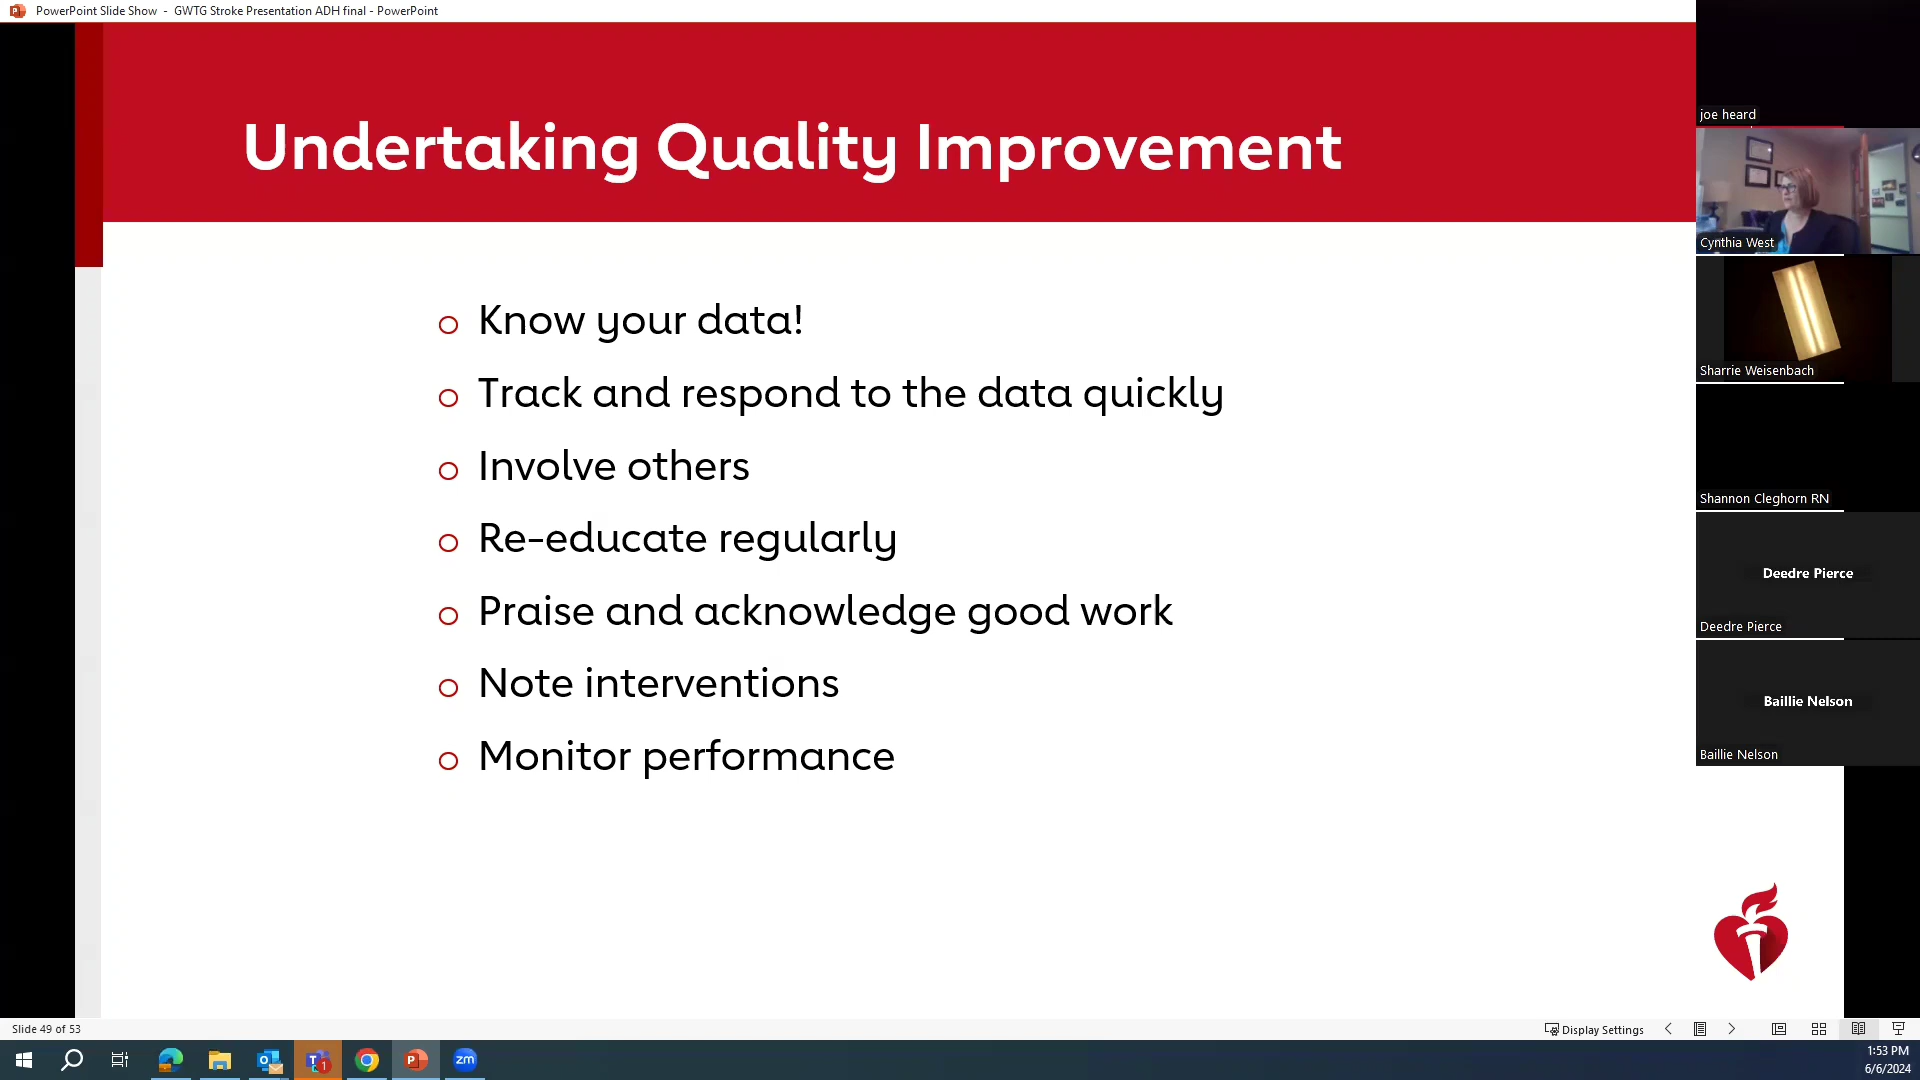 PowerPoint Slide Show - GWTG Stroke Presentation ADH final - PowerPoint
Undertaking Quality Improvement
Know your data!
Track and respond to the data quickly
Involve others
Re-educate regularly
Praise and acknowledge good work
Note interventions
Monitor performance
joe heard
Cynthia West
Sharrie Weisenbach
Shannon Cleghorn RN
Deedre Pierce
Deedre Pierce
Baillie Nelson
Baillie Nelson
Slide 49 of 53
Display Settings
1
zm
1:53 PM
6/6/2024